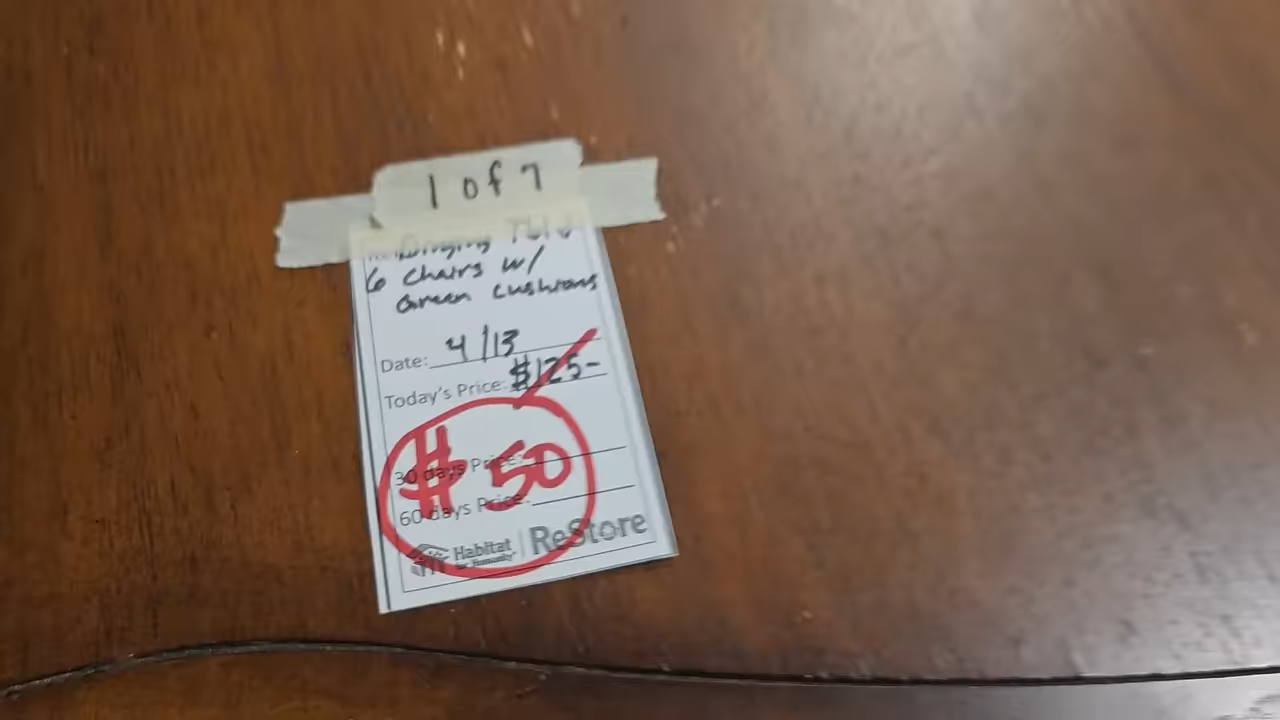 1 of 7
6 Chairs w/
Green Cushions
Date: 4/13
Today's Price: $125-
$50
30 days Price:
60 days Price:
Habitat for Humanity® | ReStore